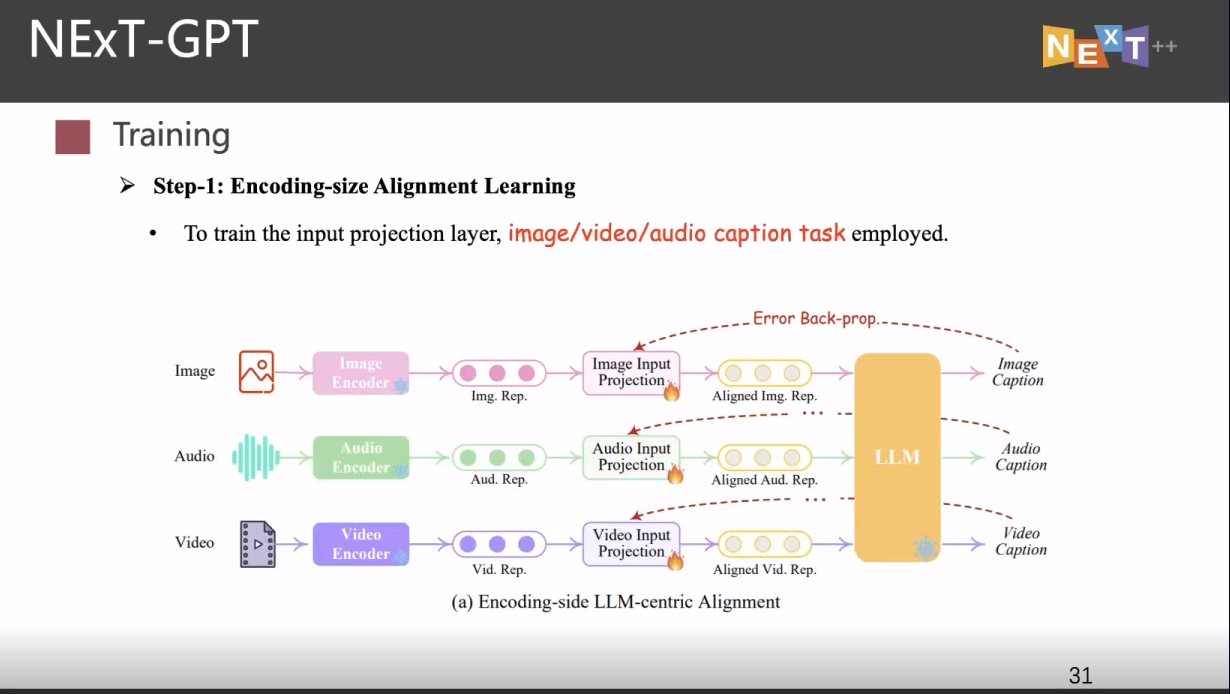 NExT-GPT
NExT++
Training
➢ Step-1: Encoding-size Alignment Learning
• To train the input projection layer, image/video/audio caption task employed.
Error Back-prop.
Image
Image
Encoder
Img. Rep.
Image Input
Projection
Aligned Img. Rep.
Image
Caption
...
Audio
Audio
Encoder
Aud. Rep.
Audio Input
Projection
Aligned Aud. Rep.
LLM
Audio
Caption
...
Video
Video
Encoder
Vid. Rep.
Video Input
Projection
Aligned Vid. Rep.
Video
Caption
(a) Encoding-side LLM-centric Alignment
31